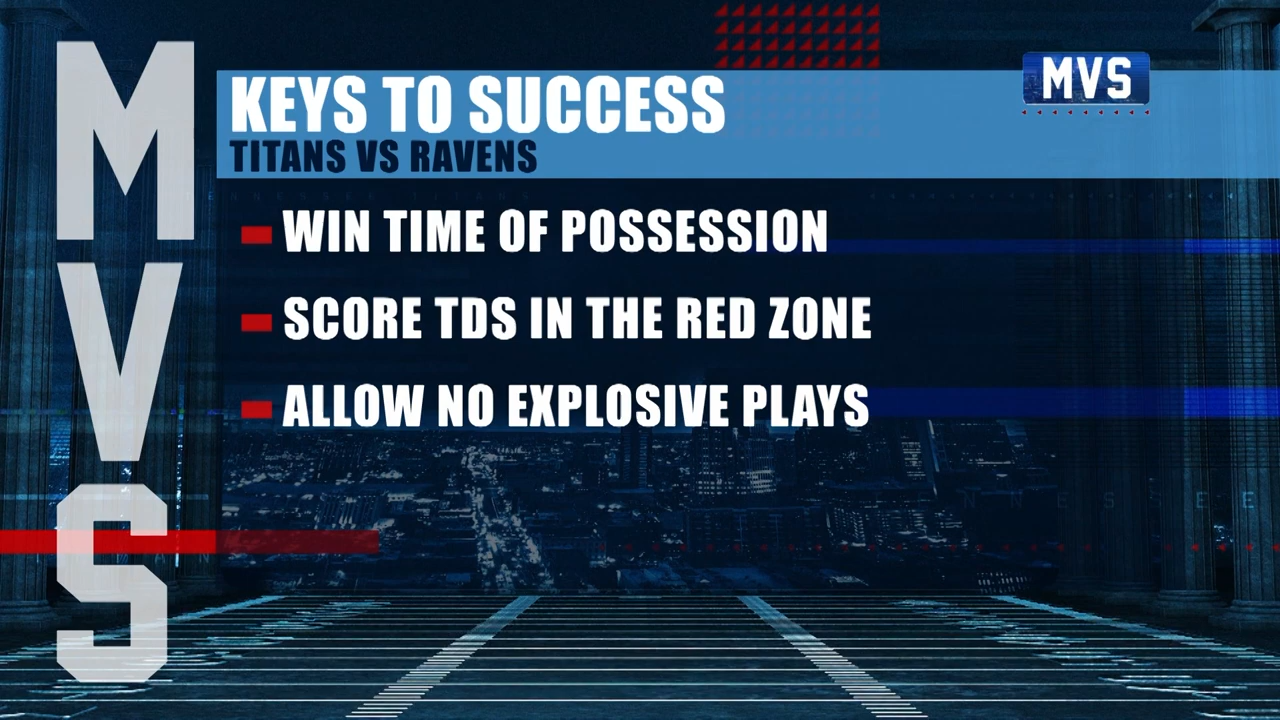 MVS
KEYS TO SUCCESS
MVS
TITANS VS RAVENS
WIN TIME OF POSSESSION
SCORE TDS IN THE RED ZONE
ALLOW NO EXPLOSIVE PLAYS